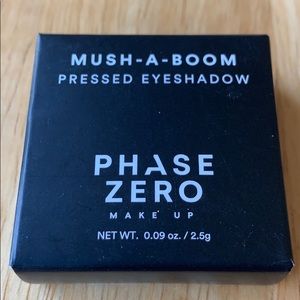 MUSH-A-BOOM
PRESSED EYESHADOW
PHASE
ZERO
MAKE UP
NET WT. 0.09 oz. / 2.5g